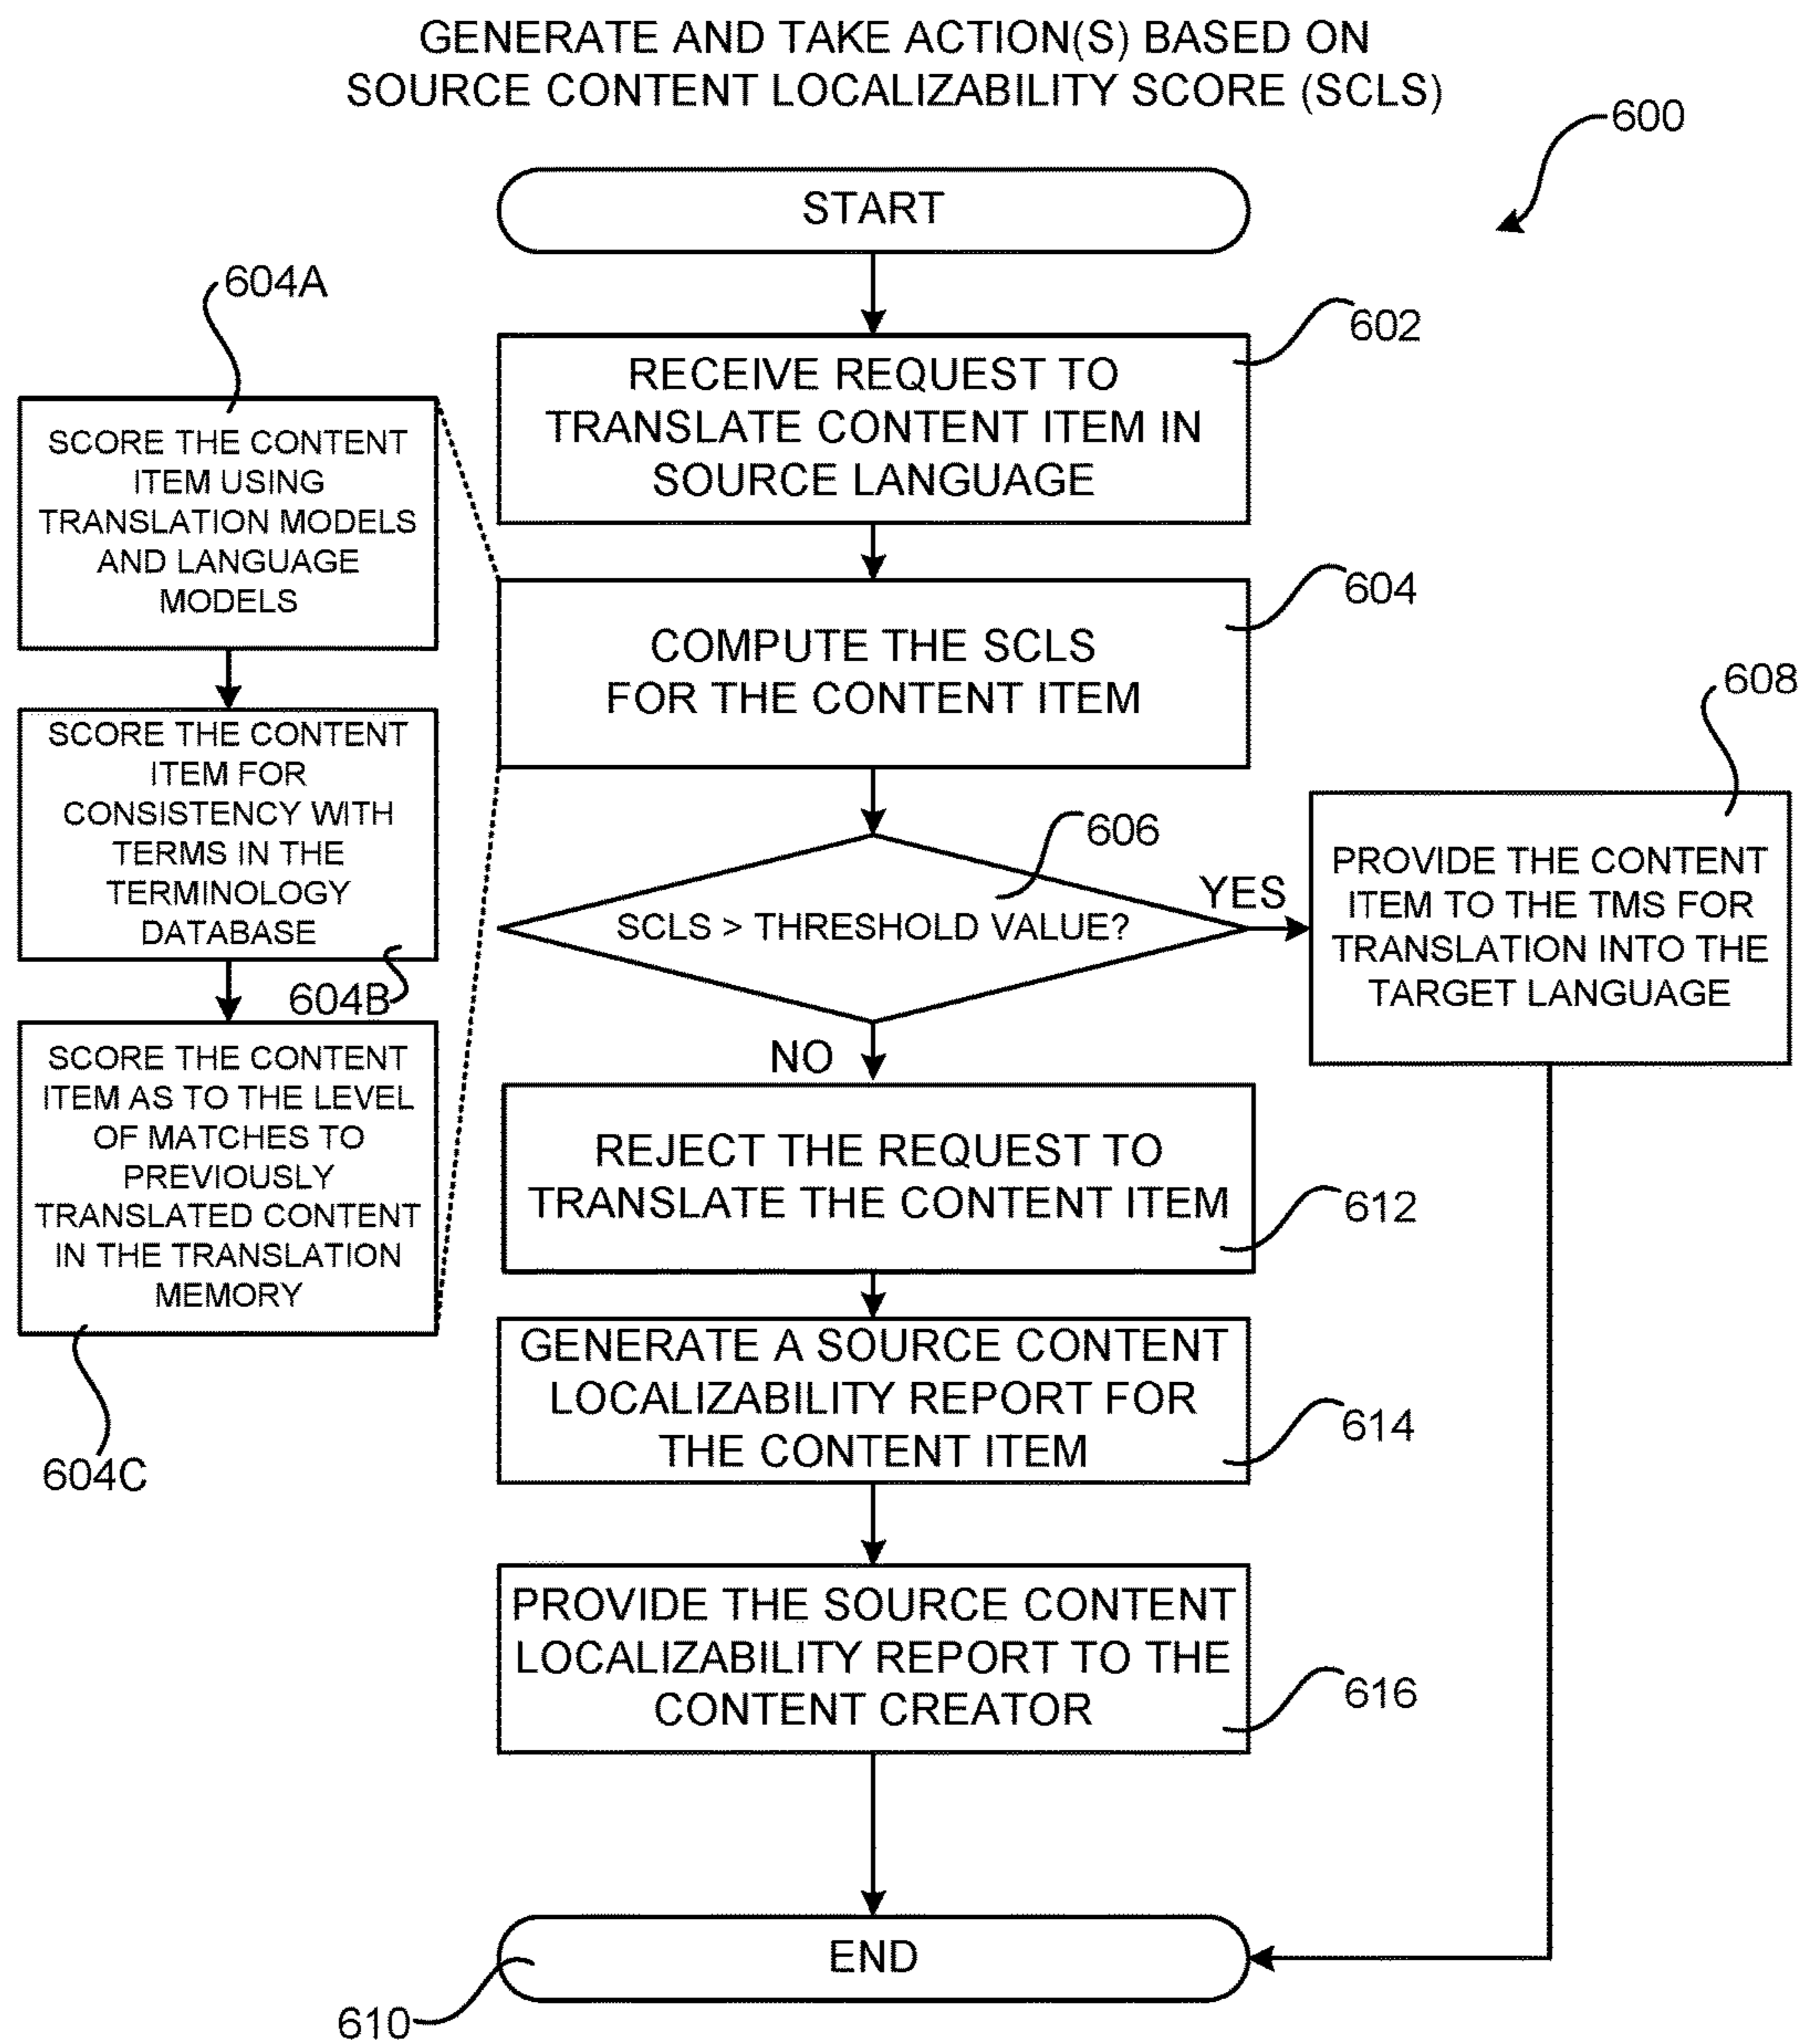 GENERATE AND TAKE ACTION(S) BASED ON
SOURCE CONTENT LOCALIZABILITY SCORE (SCLS)
600
START
602
RECEIVE REQUEST TO
TRANSLATE CONTENT ITEM IN
SOURCE LANGUAGE
604
COMPUTE THE SCLS
FOR THE CONTENT ITEM
604A
SCORE THE CONTENT
ITEM USING
TRANSLATION MODELS
AND LANGUAGE
MODELS
SCORE THE CONTENT
ITEM FOR
CONSISTENCY WITH
TERMS IN THE
TERMINOLOGY
DATABASE
604B
SCORE THE CONTENT
ITEM AS TO THE LEVEL
OF MATCHES TO
PREVIOUSLY
TRANSLATED CONTENT
IN THE TRANSLATION
MEMORY
604C
606
SCLS > THRESHOLD VALUE?
YES
608
PROVIDE THE CONTENT
ITEM TO THE TMS FOR
TRANSLATION INTO THE
TARGET LANGUAGE
NO
REJECT THE REQUEST TO
TRANSLATE THE CONTENT ITEM
612
GENERATE A SOURCE CONTENT
LOCALIZABILITY REPORT FOR
THE CONTENT ITEM
614
PROVIDE THE SOURCE CONTENT
LOCALIZABILITY REPORT TO THE
CONTENT CREATOR
616
END
610